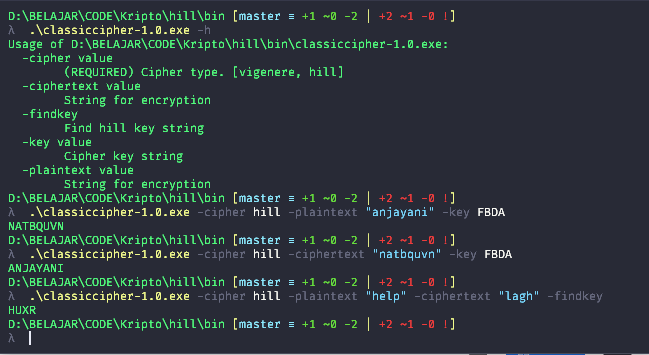 D:\BELAJAR\CODE\Kripto\hill\bin [master ≡ +1 ~0 -2 | +2 ~1 -0 !]
λ .\classiccipher-1.0.exe -h
Usage of D:\BELAJAR\CODE\Kripto\hill\bin\classiccipher-1.0.exe:
-cipher value
(REQUIRED) Cipher type. [vigenere, hill]
-ciphertext value
String for encryption
-findkey
Find hill key string
-key value
Cipher key string
-plaintext value
String for encryption
D:\BELAJAR\CODE\Kripto\hill\bin [master ≡ +1 ~0 -2 | +2 ~1 -0 !]
λ .\classiccipher-1.0.exe -cipher hill -plaintext "anjayani" -key FBDA
NATBQUVN
D:\BELAJAR\CODE\Kripto\hill\bin [master ≡ +1 ~0 -2 | +2 ~1 -0 !]
λ .\classiccipher-1.0.exe -cipher hill -ciphertext "natbquvn" -key FBDA
ANJAYANI
D:\BELAJAR\CODE\Kripto\hill\bin [master ≡ +1 ~0 -2 | +2 ~1 -0 !]
λ .\classiccipher-1.0.exe -cipher hill -plaintext "help" -ciphertext "lagh" -findkey
HUXR
D:\BELAJAR\CODE\Kripto\hill\bin [master ≡ +1 ~0 -2 | +2 ~1 -0 !]
λ